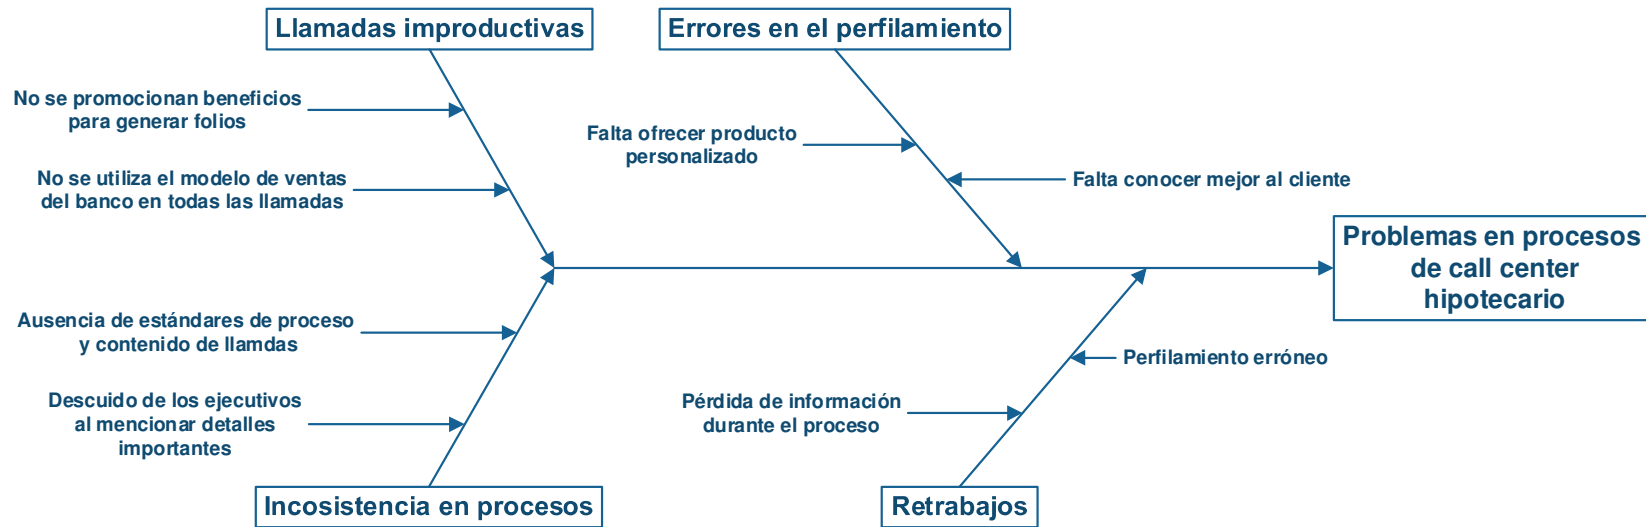 Llamadas improductivas
Errores en el perfilamiento
No se promocionan beneficios
para generar folios
No se utiliza el modelo de ventas
del banco en todas las llamadas
Falta ofrecer producto
personalizado
Falta conocer mejor al cliente
Problemas en procesos
de call center
hipotecario
Ausencia de estándares de proceso
y contenido de llamdas
Descuido de los ejecutivos
al mencionar detalles
importantes
Perfilamiento erróneo
Pérdida de información
durante el proceso
Incosistencia en procesos
Retrabajos